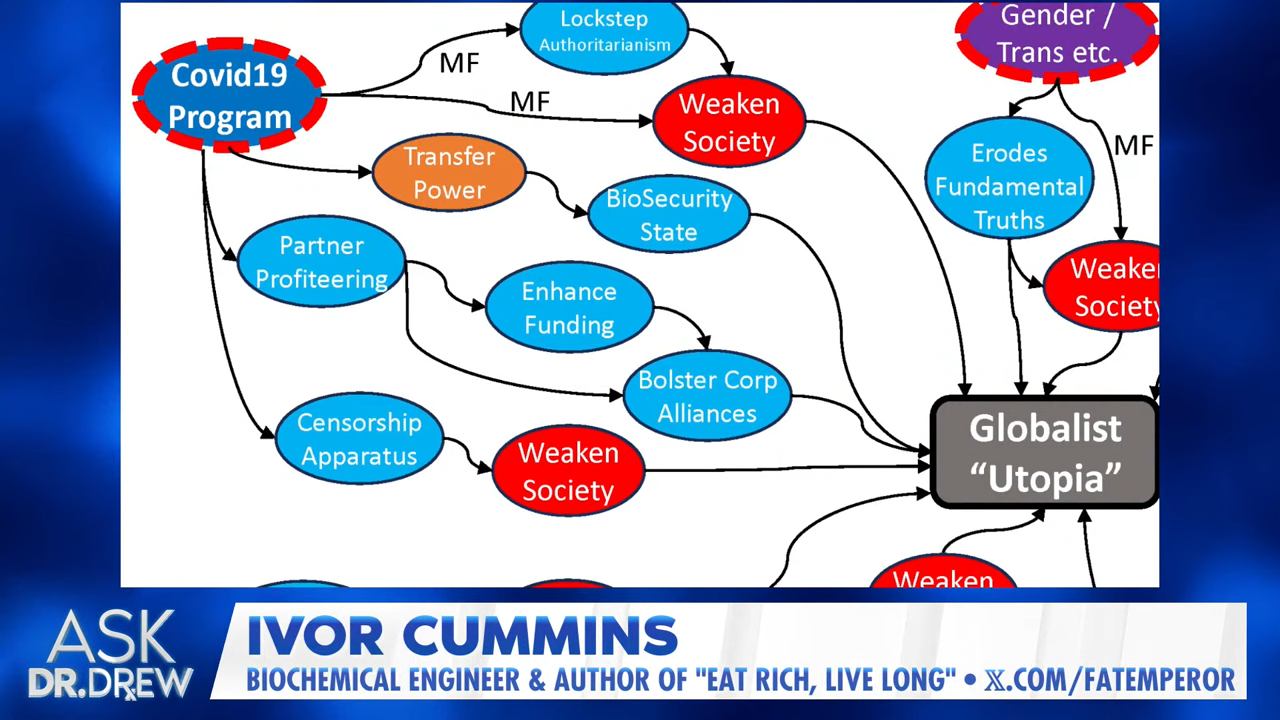 Lockstep
Authoritarianism
Gender /
Trans etc.
Covid19
Program
MF
MF
Weaken
Society
MF
Erodes
Fundamental
Truths
Transfer
Power
BioSecurity
State
Partner
Profiteering
Weaken
Society
Enhance
Funding
Bolster Corp
Alliances
Censorship
Apparatus
Weaken
Society
Globalist
“Utopia”
Weaken
ASK
DR.DREW
IVOR CUMMINS
BIOCHEMICAL ENGINEER & AUTHOR OF "EAT RICH, LIVE LONG" • X.COM/FATEMPEROR